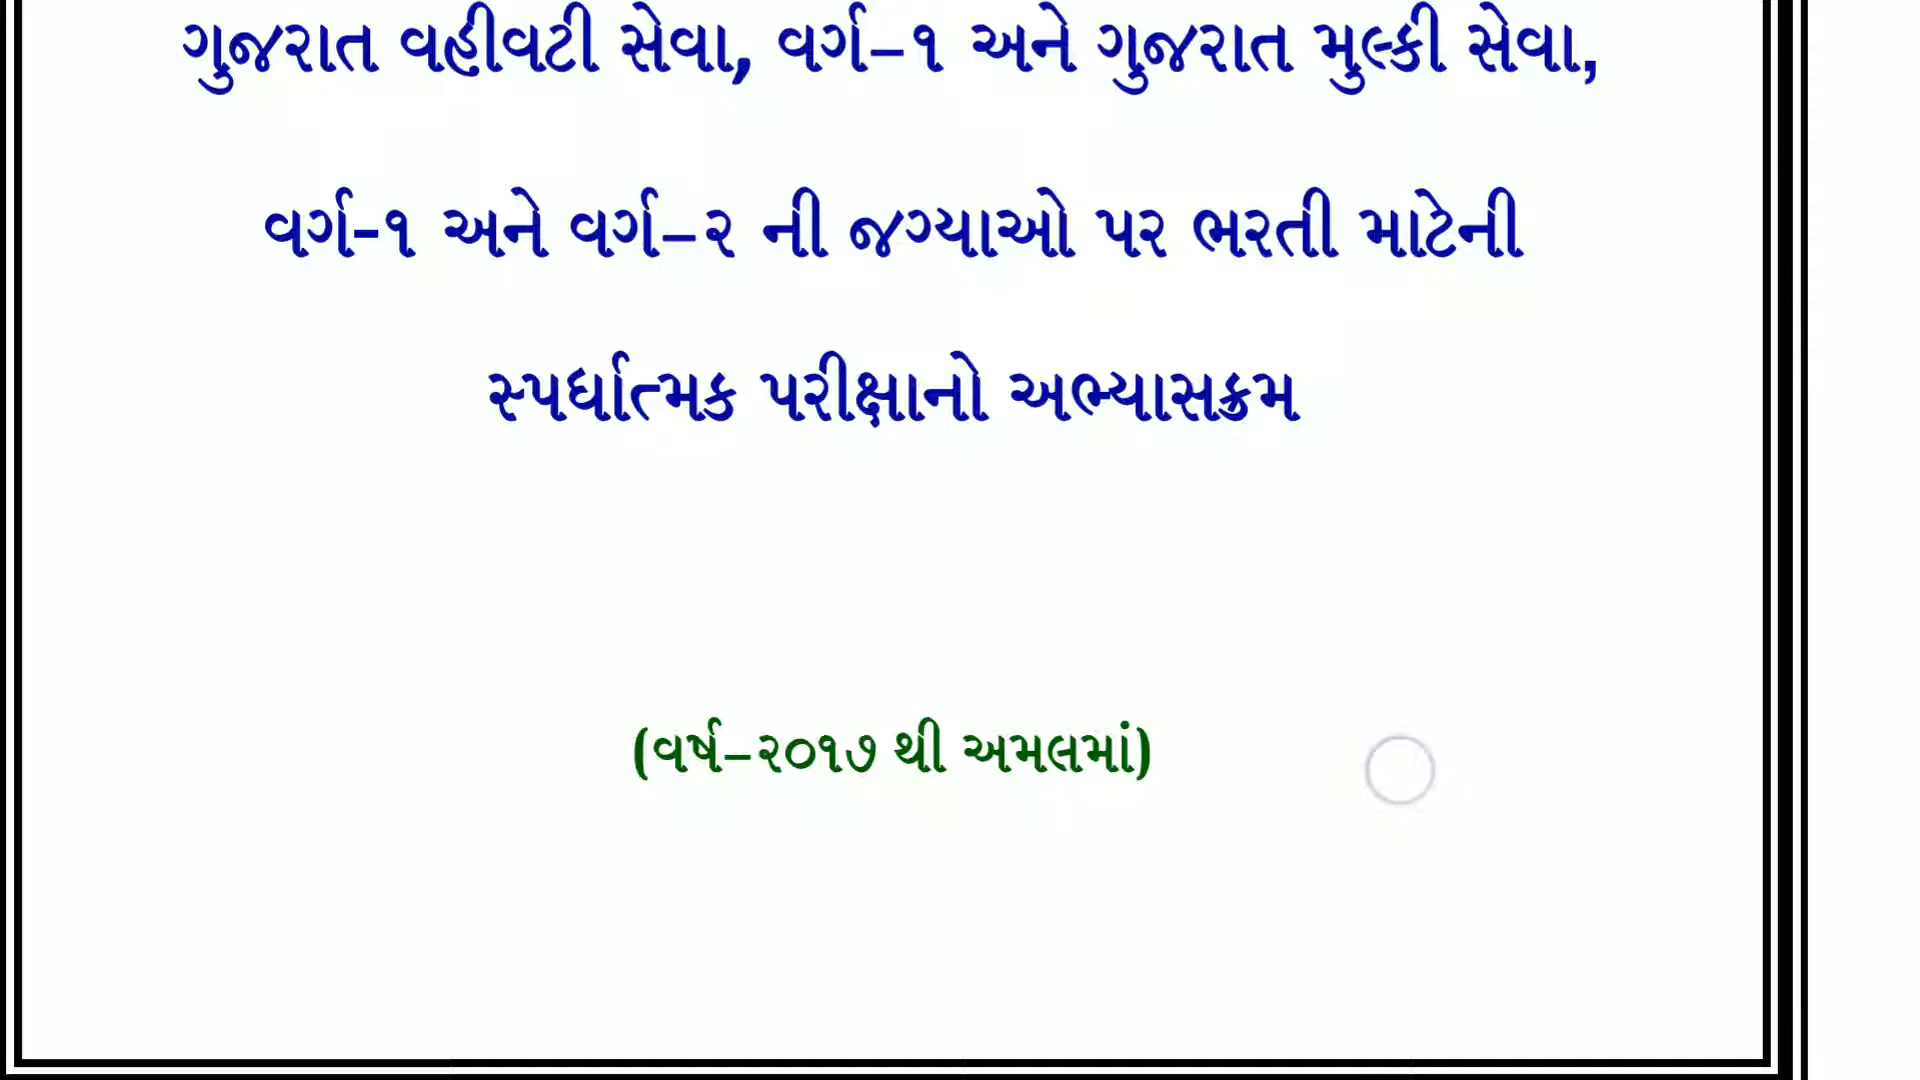 ગુજરાત વહીવટી સેવા, વર્ગ–૧ અને ગુજરાત મુલ્કી સેવા,
વર્ગ-૧ અને વર્ગ–૨ ની જગ્યાઓ પર ભરતી માટેની
સ્પર્ધાત્મક પરીક્ષાનો અભ્યાસક્રમ
(વર્ષ–૨૦૧૭ થી અમલમાં)